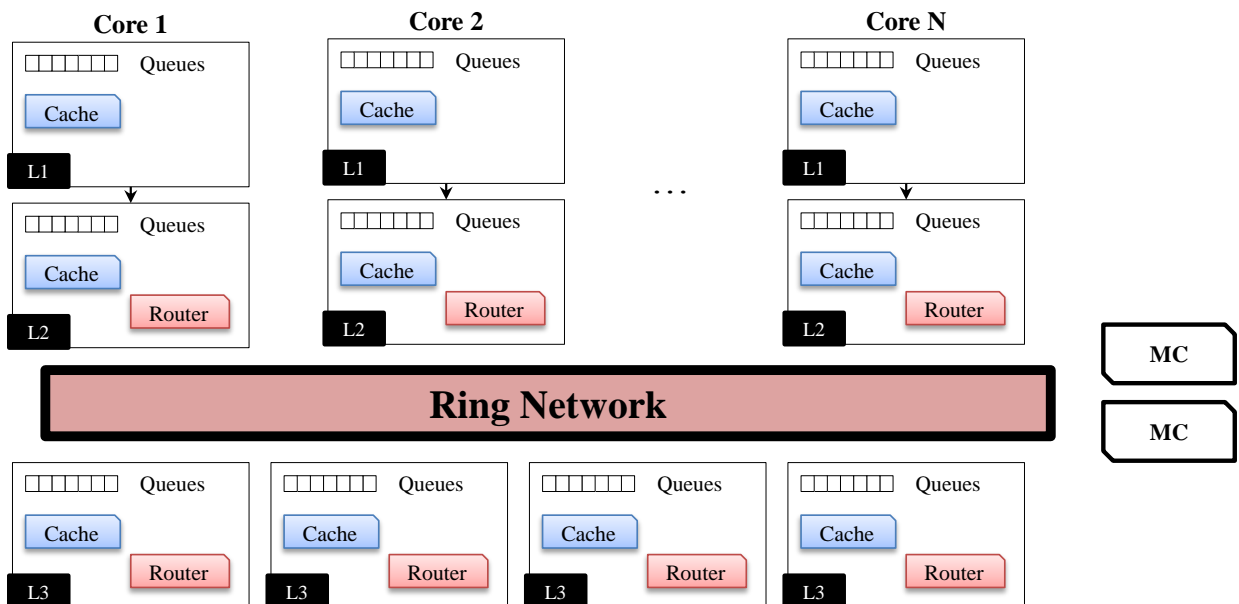 Core 1
Core 2
Core N
Queues
Queues
Queues
Cache
Cache
Cache
L1
L1
L1
. . .
Queues
Queues
Queues
Cache
Cache
Cache
Router
Router
Router
L2
L2
L2
MC
Ring Network
MC
Queues
Queues
Queues
Queues
Cache
Cache
Cache
Cache
Router
Router
Router
Router
L3
L3
L3
L3